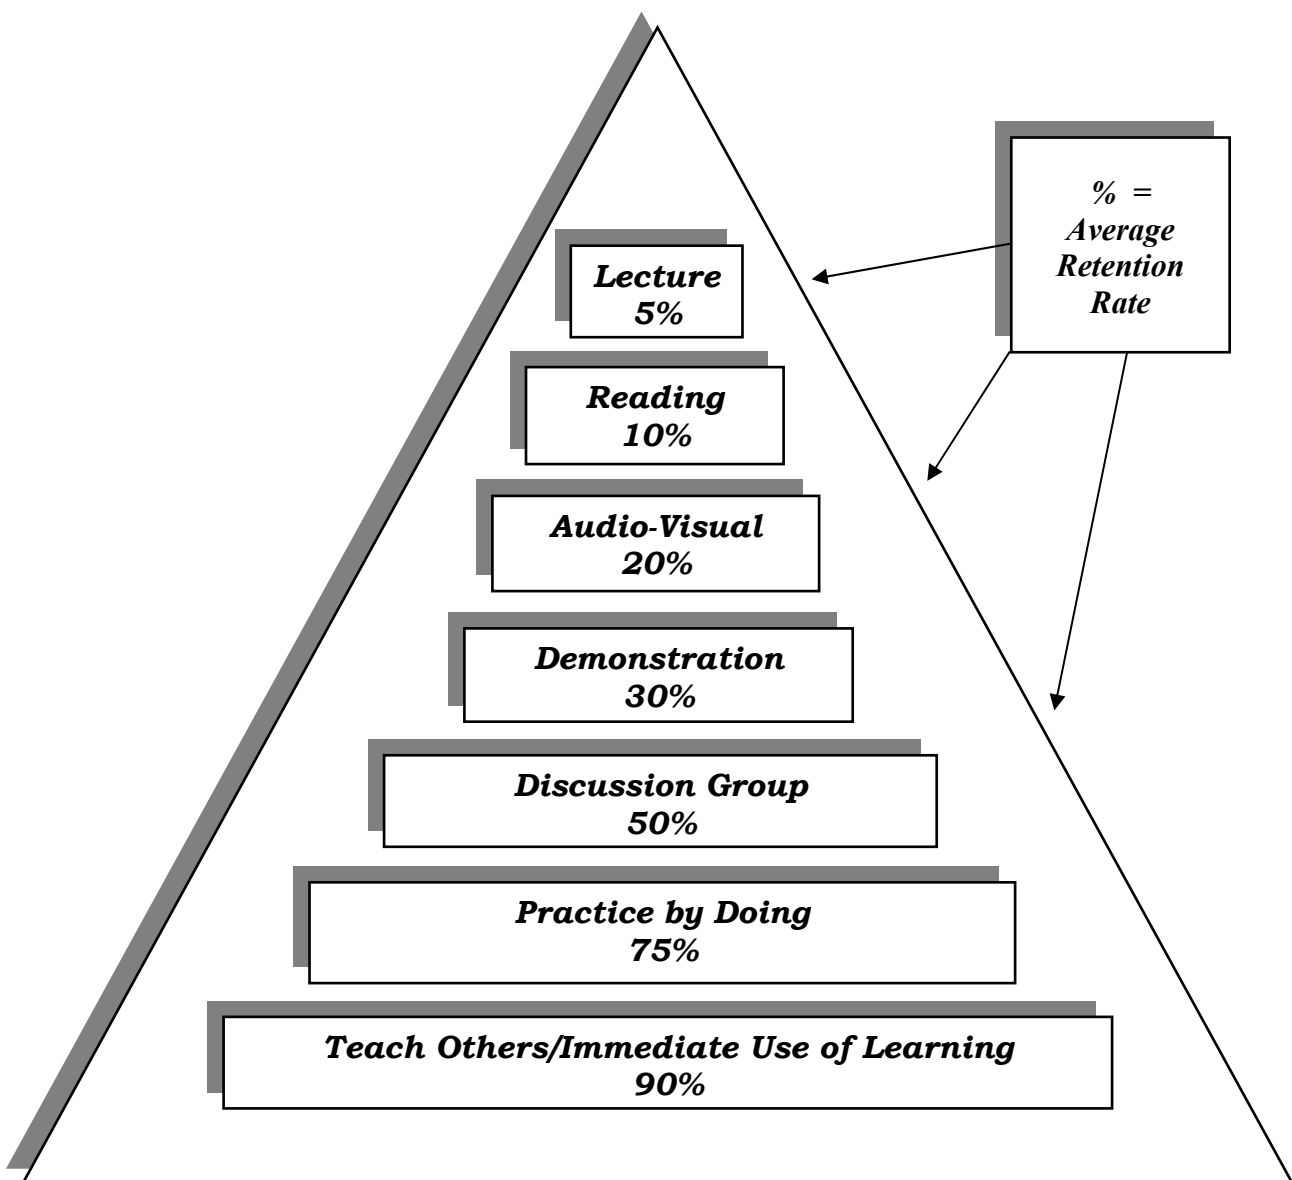 % =
Average
Retention
Rate
Lecture
5%
Reading
10%
Audio-Visual
20%
Demonstration
30%
Discussion Group
50%
Practice by Doing
75%
Teach Others/Immediate Use of Learning
90%